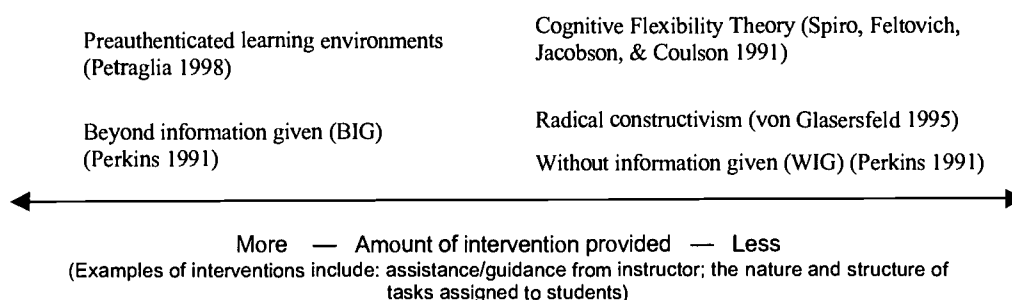 Preauthenticated learning environments
(Petraglia 1998)
Cognitive Flexibility Theory (Spiro, Feltovich,
Jacobson, & Coulson 1991)
Beyond information given (BIG)
(Perkins 1991)
Radical constructivism (von Glasersfeld 1995)
Without information given (WIG) (Perkins 1991)
More — Amount of intervention provided — Less
(Examples of interventions include: assistance/guidance from instructor; the nature and structure of
tasks assigned to students)